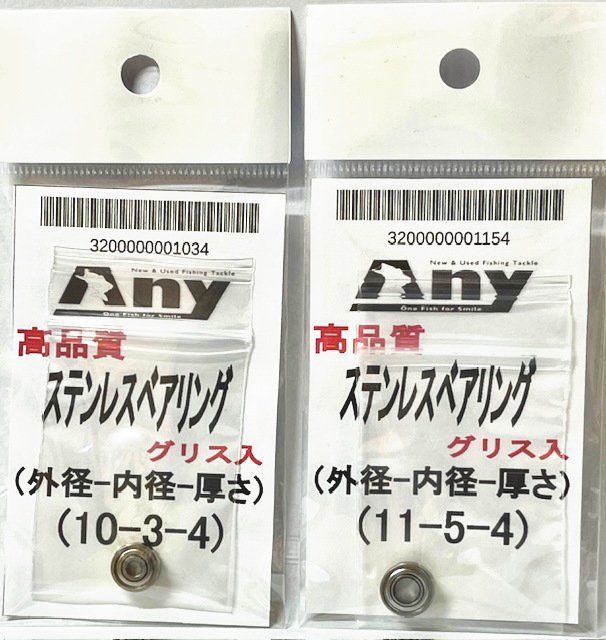 3200000001034
New & Used Fishing Tackle
Any
One Fish for Smile
高品質
ステンレスベアリング
グリス入
(外径-内径-厚さ)
(10-3-4)
3200000001154
New & Used Fishing Tackle
Any
One Fish for Smile
高品質
ステンレスベアリング
グリス入
(外径-内径-厚さ)
(11-5-4)